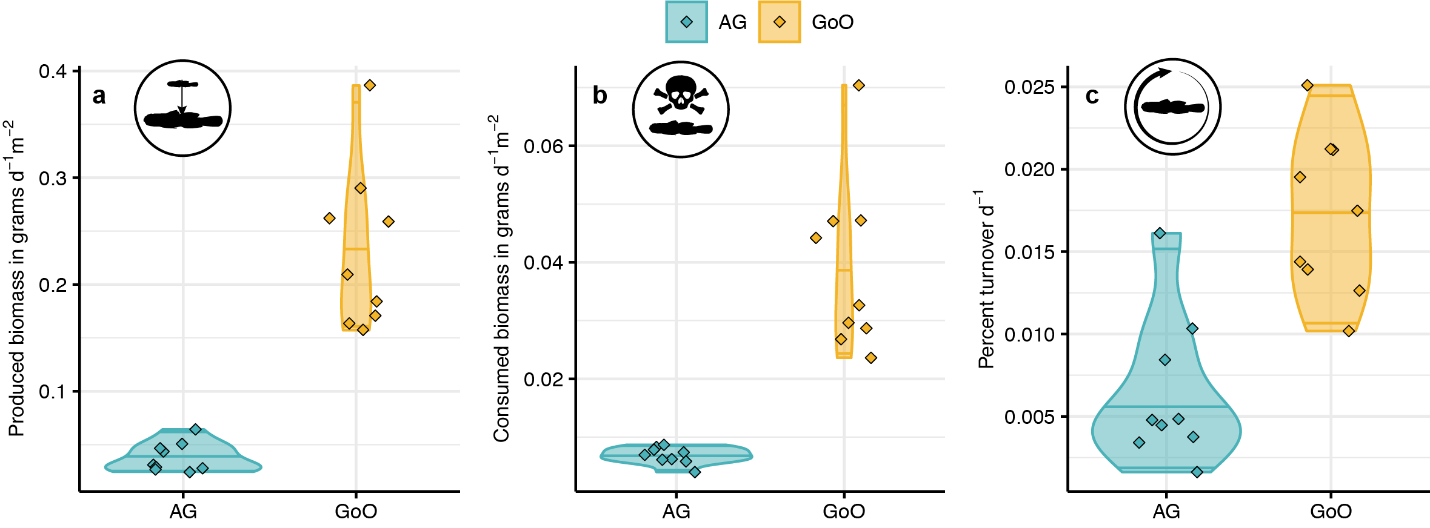 AG GoO
Produced biomass in grams d⁻¹m⁻²
a
0.4
0.3
0.2
0.1
AG GoO
Consumed biomass in grams d⁻¹m⁻²
b
0.06
0.04
0.02
AG GoO
Percent turnover d⁻¹
c
0.025
0.020
0.015
0.010
0.005
AG GoO